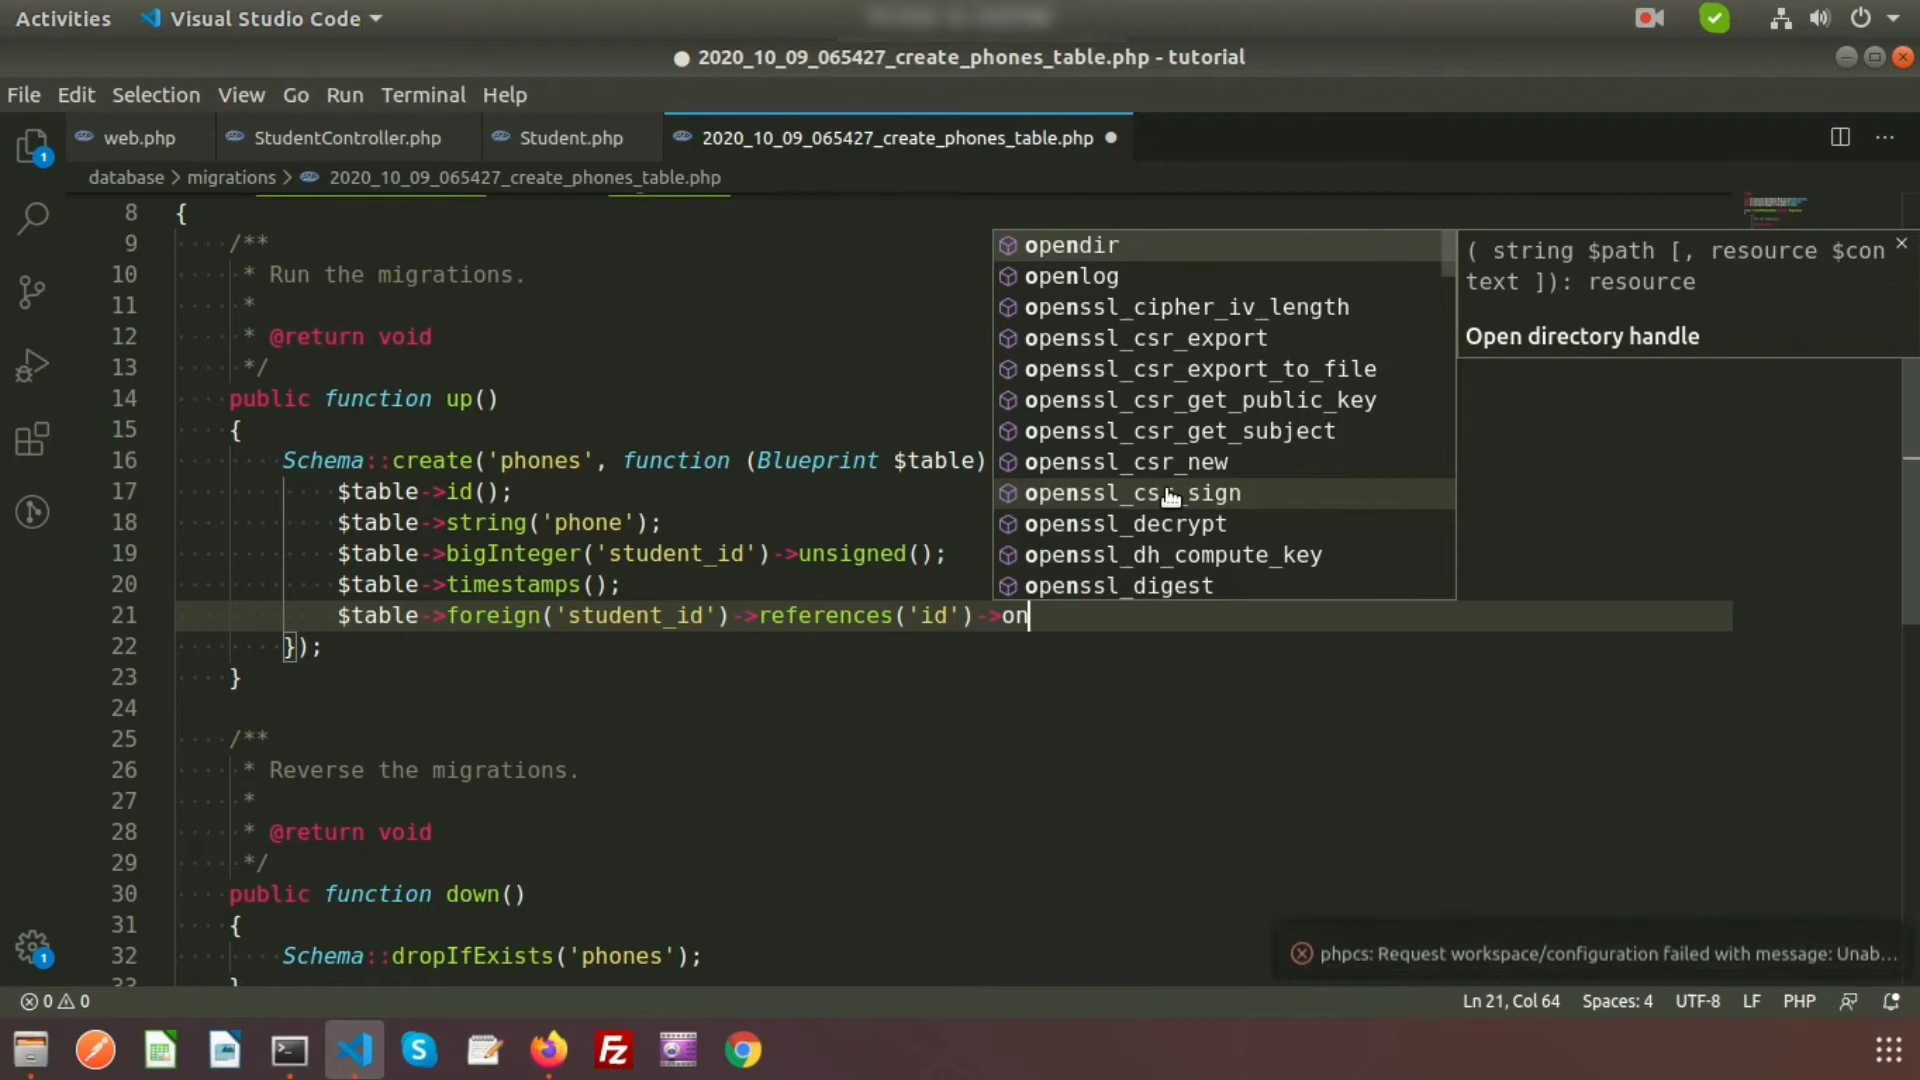 Activities Visual Studio Code
2020_10_09_065427_create_phones_table.php - tutorial
File Edit Selection View Go Run Terminal Help
web.php StudentController.php Student.php 2020_10_09_065427_create_phones_table.php
database > migrations > 2020_10_09_065427_create_phones_table.php
8 {
9 /**
10 * Run the migrations.
11 *
12 * @return void
13 */
14 public function up()
15 {
16 Schema::create('phones', function (Blueprint $table)
17 $table->id();
18 $table->string('phone');
19 $table->bigInteger('student_id')->unsigned();
20 $table->timestamps();
21 $table->foreign('student_id')->references('id')->on
22 });
23 }
24
25 /**
26 * Reverse the migrations.
27 *
28 * @return void
29 */
30 public function down()
31 {
32 Schema::dropIfExists('phones');
33 }
opendir
openlog
openssl_cipher_iv_length
openssl_csr_export
openssl_csr_export_to_file
openssl_csr_get_public_key
openssl_csr_get_subject
openssl_csr_new
openssl_csr_sign
openssl_decrypt
openssl_dh_compute_key
openssl_digest
( string $path [, resource $con
text ]): resource
Open directory handle
phpcs: Request workspace/configuration failed with message: Unab...
0 0 Ln 21, Col 64 Spaces: 4 UTF-8 LF PHP
1
1
S
Fz